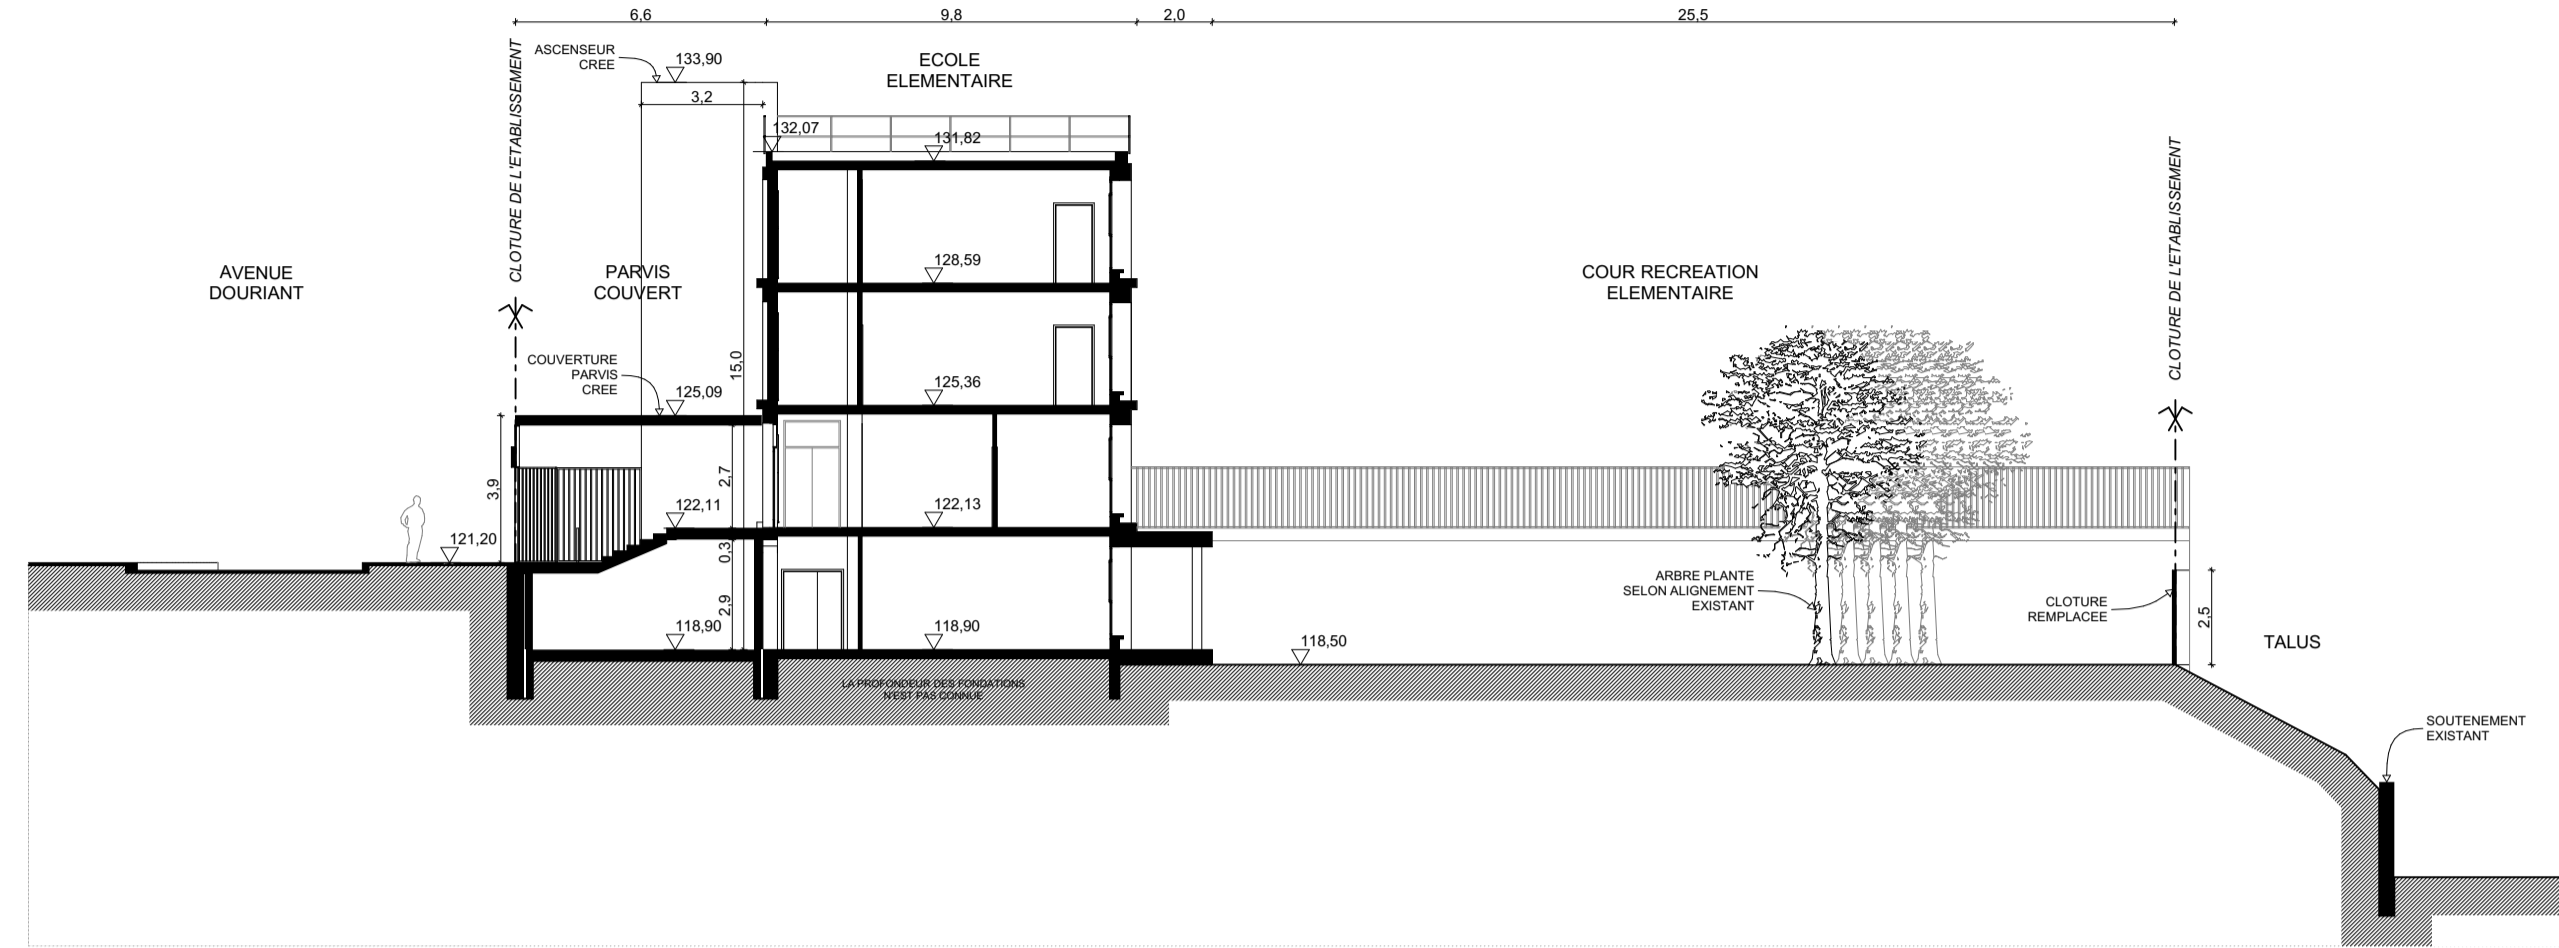 6,6
9,8
2,0
25,5
CLOTURE DE L'ETABLISSEMENT
ASCENSEUR
CREE
133,90
3,2
ECOLE
ELEMENTAIRE
132,07
131,82
CLOTURE DE L'ETABLISSEMENT
AVENUE
DOURIANT
PARVIS
COUVERT
128,59
COUR RECREATION
ELEMENTAIRE
COUVERTURE
PARVIS
CREE
15,0
125,09
125,36
3,9
2,7
122,11
122,13
121,20
0,3
ARBRE PLANTE
SELON ALIGNEMENT
EXISTANT
CLOTURE
REMPLACEE
2,5
2,9
118,90
118,90
118,50
TALUS
LA PROFONDEUR DES FONDATIONS
N'EST PAS CONNUE
SOUTENEMENT
EXISTANT